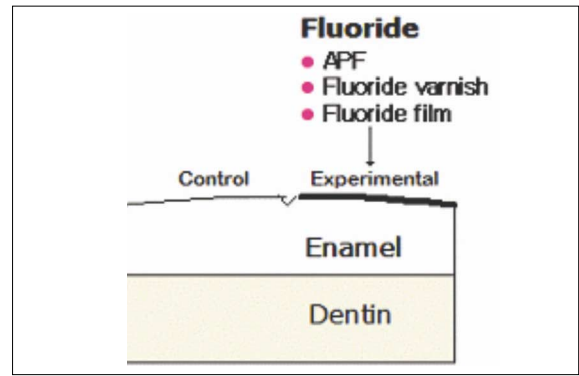 Fluoride
● APF
● Fluoride varnish
● Fluoride film
Control Experimental
Enamel
Dentin